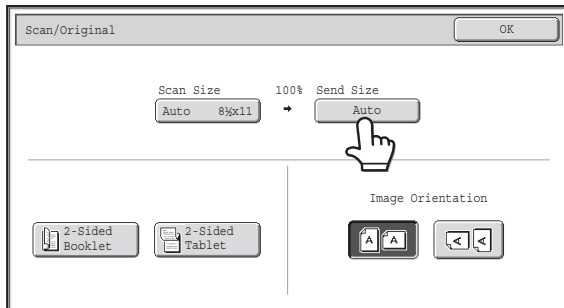 Scan/Original
OK
Scan Size 100% Send Size
Auto 8½x11 → Auto
Image Orientation
2-Sided Booklet
2-Sided Tablet
A A A A